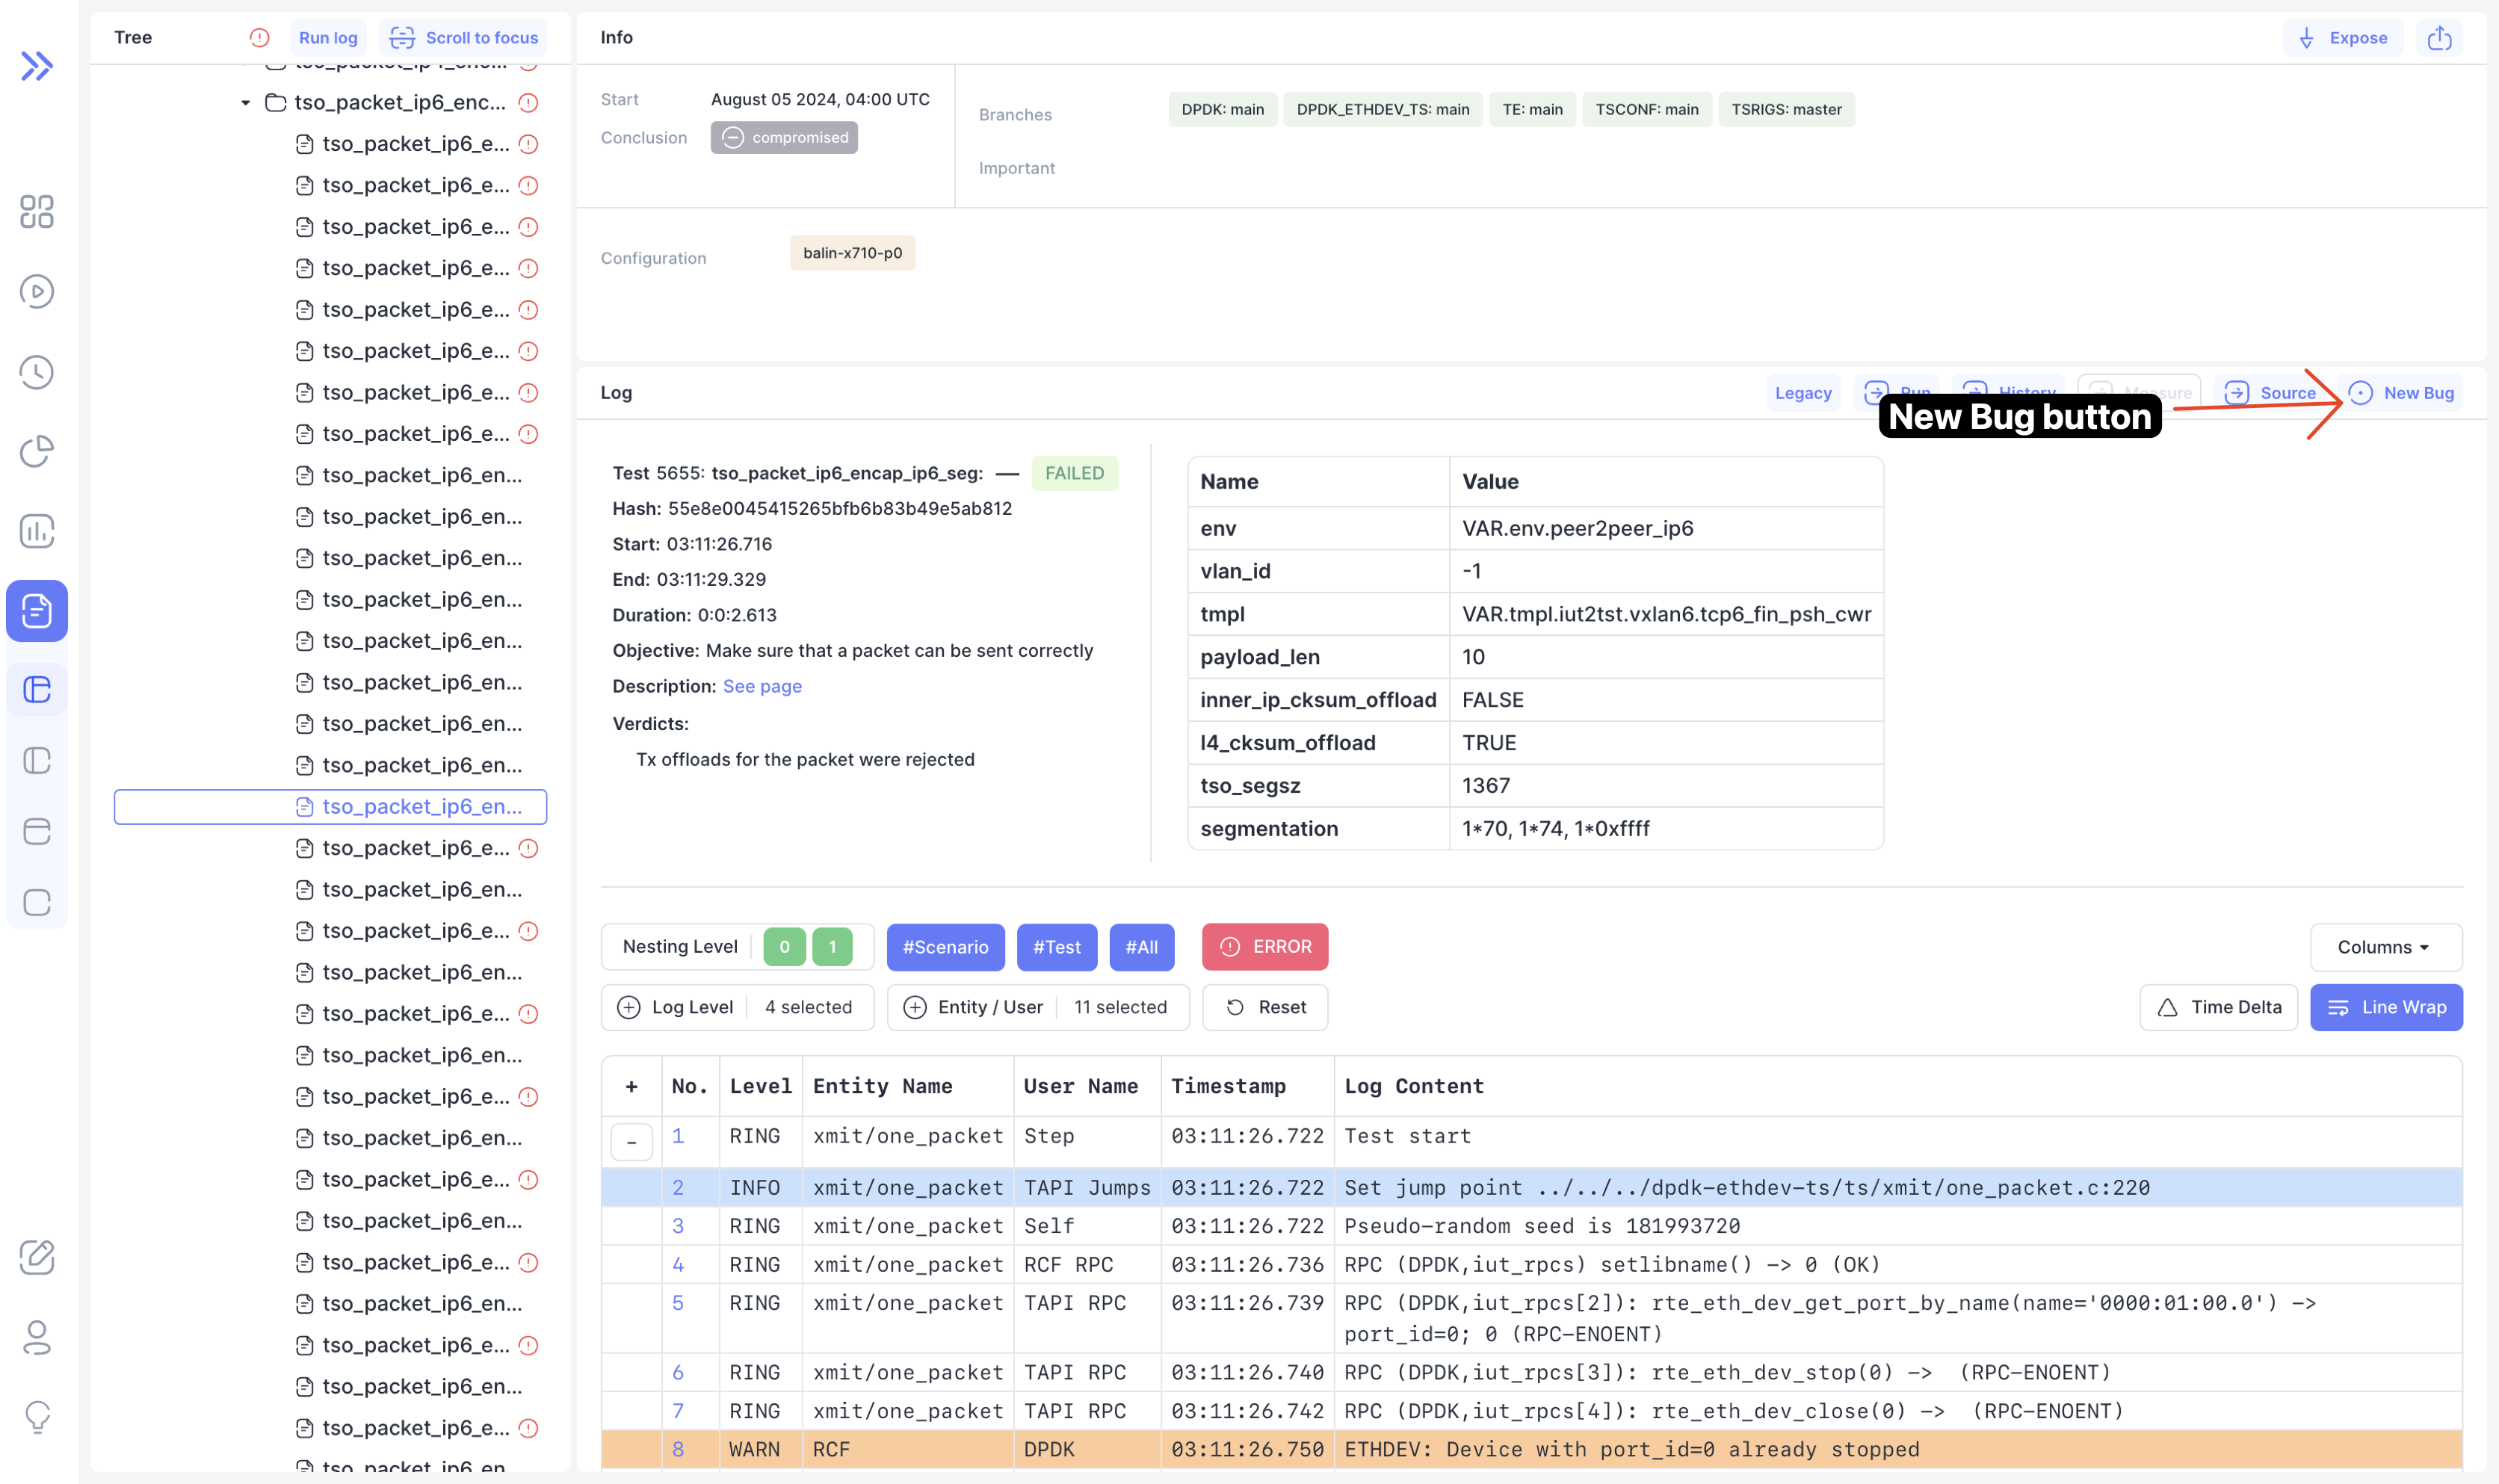 Tree
Run log
Scroll to focus
tso_packet_ip6_enc...
tso_packet_ip6_e...
tso_packet_ip6_e...
tso_packet_ip6_e...
tso_packet_ip6_e...
tso_packet_ip6_e...
tso_packet_ip6_e...
tso_packet_ip6_e...
tso_packet_ip6_e...
tso_packet_ip6_en...
tso_packet_ip6_en...
tso_packet_ip6_en...
tso_packet_ip6_en...
tso_packet_ip6_en...
tso_packet_ip6_en...
tso_packet_ip6_en...
tso_packet_ip6_en...
tso_packet_ip6_en...
tso_packet_ip6_e...
tso_packet_ip6_en...
tso_packet_ip6_e...
tso_packet_ip6_en...
tso_packet_ip6_e...
tso_packet_ip6_en...
tso_packet_ip6_e...
tso_packet_ip6_en...
tso_packet_ip6_e...
tso_packet_ip6_en...
tso_packet_ip6_e...
tso_packet_ip6_en...
tso_packet_ip6_e...
tso_packet_ip6_en...
tso_packet_ip6_e...
Info
Expose
Start August 05 2024, 04:00 UTC
Conclusion compromised
Branches DPDK: main DPDK_ETHDEV_TS: main TE: main TSCONF: main TSRIGS: master
Important
Configuration balin-x710-p0
Log
Legacy Run History Measure Source New Bug
New Bug button
Test 5655: tso_packet_ip6_encap_ip6_seg: — FAILED
Hash: 55e8e0045415265bfb6b83b49e5ab812
Start: 03:11:26.716
End: 03:11:29.329
Duration: 0:0:2.613
Objective: Make sure that a packet can be sent correctly
Description: See page
Verdicts:
Tx offloads for the packet were rejected
Name Value
env VAR.env.peer2peer_ip6
vlan_id -1
tmpl VAR.tmpl.iut2tst.vxlan6.tcp6_fin_psh_cwr
payload_len 10
inner_ip_cksum_offload FALSE
l4_cksum_offload TRUE
tso_segsz 1367
segmentation 1*70, 1*74, 1*0xffff
Nesting Level 0 1 #Scenario #Test #All ERROR Columns
Log Level 4 selected Entity / User 11 selected Reset Time Delta Line Wrap
+ No. Level Entity Name User Name Timestamp Log Content
- 1 RING xmit/one_packet Step 03:11:26.722 Test start
2 INFO xmit/one_packet TAPI Jumps 03:11:26.722 Set jump point ../../../dpdk-ethdev-ts/ts/xmit/one_packet.c:220
3 RING xmit/one_packet Self 03:11:26.722 Pseudo-random seed is 181993720
4 RING xmit/one_packet RCF RPC 03:11:26.736 RPC (DPDK,iut_rpcs) setlibname() -> 0 (OK)
5 RING xmit/one_packet TAPI RPC 03:11:26.739 RPC (DPDK,iut_rpcs[2]): rte_eth_dev_get_port_by_name(name='0000:01:00.0') ->
port_id=0; 0 (RPC-ENOENT)
6 RING xmit/one_packet TAPI RPC 03:11:26.740 RPC (DPDK,iut_rpcs[3]): rte_eth_dev_stop(0) -> (RPC-ENOENT)
7 RING xmit/one_packet TAPI RPC 03:11:26.742 RPC (DPDK,iut_rpcs[4]): rte_eth_dev_close(0) -> (RPC-ENOENT)
8 WARN RCF DPDK 03:11:26.750 ETHDEV: Device with port_id=0 already stopped